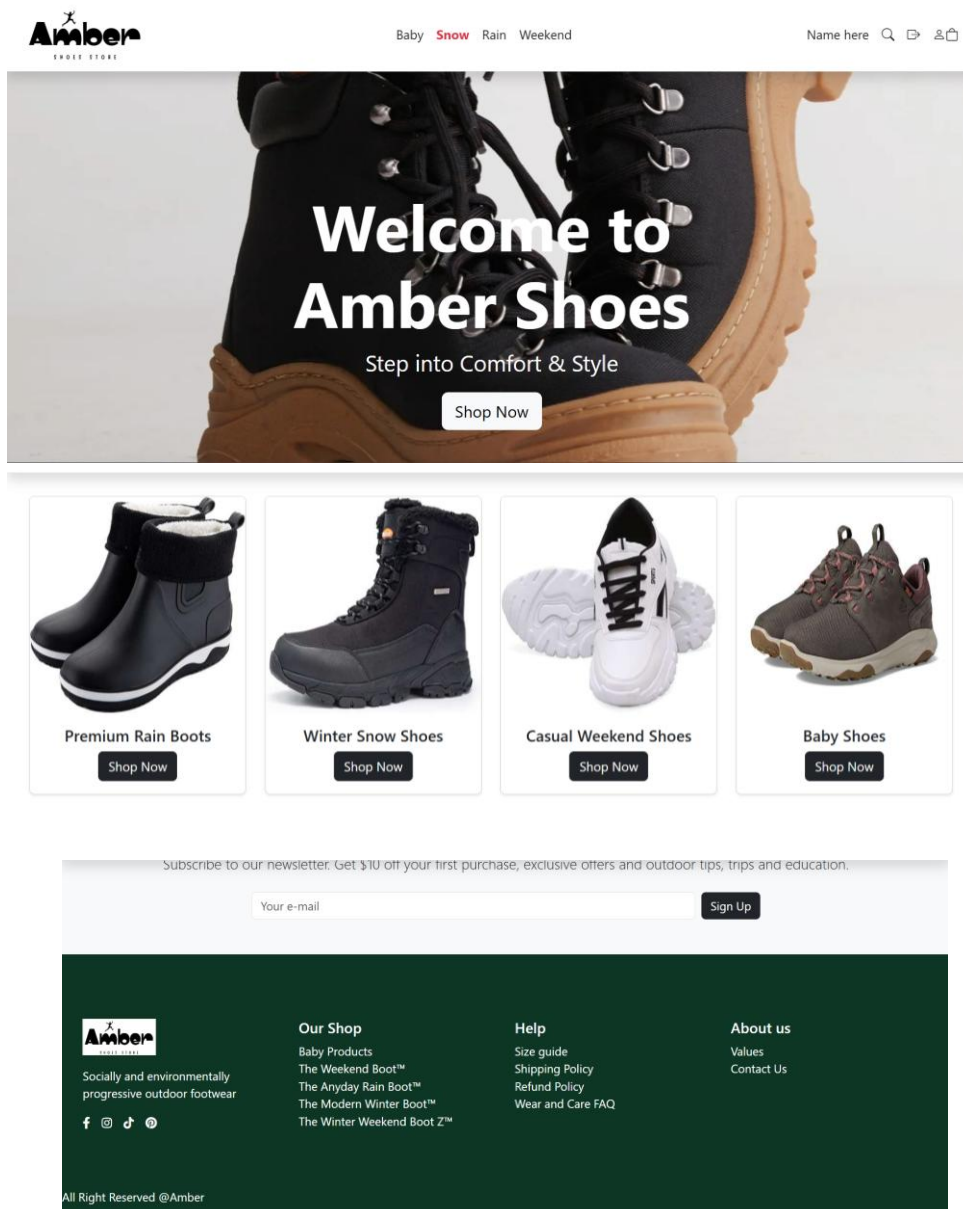 Amber
SHOES STORE
Baby Snow Rain Weekend
Name here
Welcome to
Amber Shoes
Step into Comfort & Style
Shop Now
Premium Rain Boots
Shop Now
Winter Snow Shoes
Shop Now
Casual Weekend Shoes
Shop Now
Baby Shoes
Shop Now
Subscribe to our newsletter. Get $10 off your first purchase, exclusive offers and outdoor tips, trips and education.
Your e-mail
Sign Up
Amber
SHOES STORE
Socially and environmentally
progressive outdoor footwear
Our Shop
Baby Products
The Weekend Boot™
The Anyday Rain Boot™
The Modern Winter Boot™
The Winter Weekend Boot Z™
Help
Size guide
Shipping Policy
Refund Policy
Wear and Care FAQ
About us
Values
Contact Us
All Right Reserved @Amber